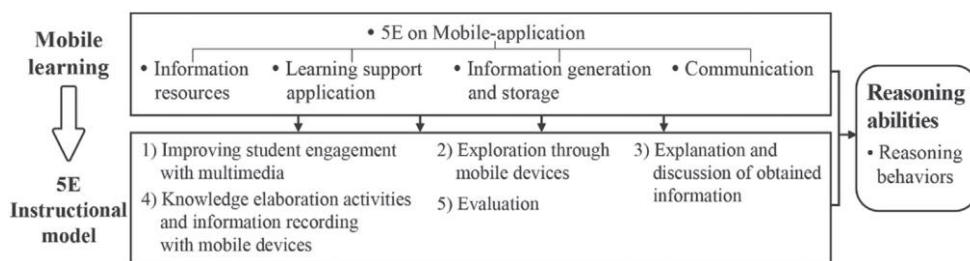 Mobile
learning
5E
Instructional
model
• 5E on Mobile-application
• Information
resources
• Learning support
application
• Information generation
and storage
• Communication
1) Improving student engagement
with multimedia
2) Exploration through
mobile devices
3) Explanation and
discussion of obtained
information
4) Knowledge elaboration activities
and information recording
with mobile devices
5) Evaluation
Reasoning
abilities
• Reasoning
behaviors